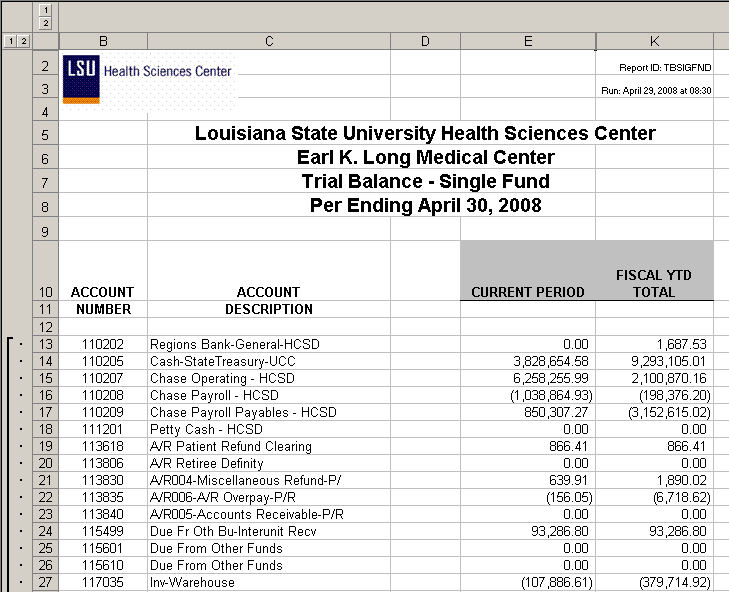 1
2
1 2
B C D E K
2 LSU Health Sciences Center Report ID: TBSIGFND
3 Run: April 29, 2008 at 08:30
4
5 Louisiana State University Health Sciences Center
6 Earl K. Long Medical Center
7 Trial Balance - Single Fund
8 Per Ending April 30, 2008
9
FISCAL YTD
10 ACCOUNT ACCOUNT CURRENT PERIOD TOTAL
11 NUMBER DESCRIPTION
12
13 110202 Regions Bank-General-HCSD 0.00 1,687.53
14 110205 Cash-StateTreasury-UCC 3,828,654.58 9,293,105.01
15 110207 Chase Operating - HCSD 6,258,255.99 2,100,870.16
16 110208 Chase Payroll - HCSD (1,038,864.93) (198,376.20)
17 110209 Chase Payroll Payables - HCSD 850,307.27 (3,152,615.02)
18 111201 Petty Cash - HCSD 0.00 0.00
19 113618 A/R Patient Refund Clearing 866.41 866.41
20 113806 A/R Retiree Definity 0.00 0.00
21 113830 A/R004-Miscellaneous Refund-P/ 639.91 1,890.02
22 113835 A/R006-A/R Overpay-P/R (156.05) (6,718.62)
23 113840 A/R005-Accounts Receivable-P/R 0.00 0.00
24 115499 Due Fr Oth Bu-Interunit Recv 93,286.80 93,286.80
25 115601 Due From Other Funds 0.00 0.00
26 115610 Due From Other Funds 0.00 0.00
27 117035 Inv-Warehouse (107,886.61) (379,714.92)